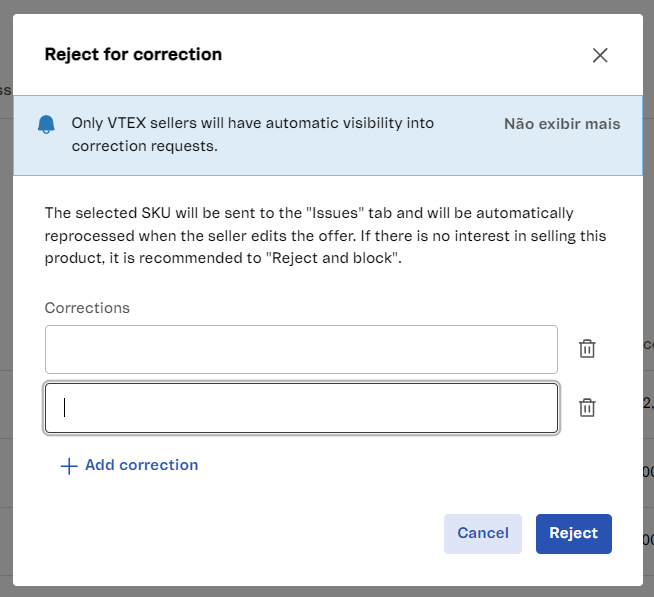 Reject for correction
Only VTEX sellers will have automatic visibility into
correction requests.
Não exibir mais
The selected SKU will be sent to the "Issues" tab and will be automatically
reprocessed when the seller edits the offer. If there is no interest in selling this
product, it is recommended to "Reject and block".
Corrections
Add correction
Cancel
Reject